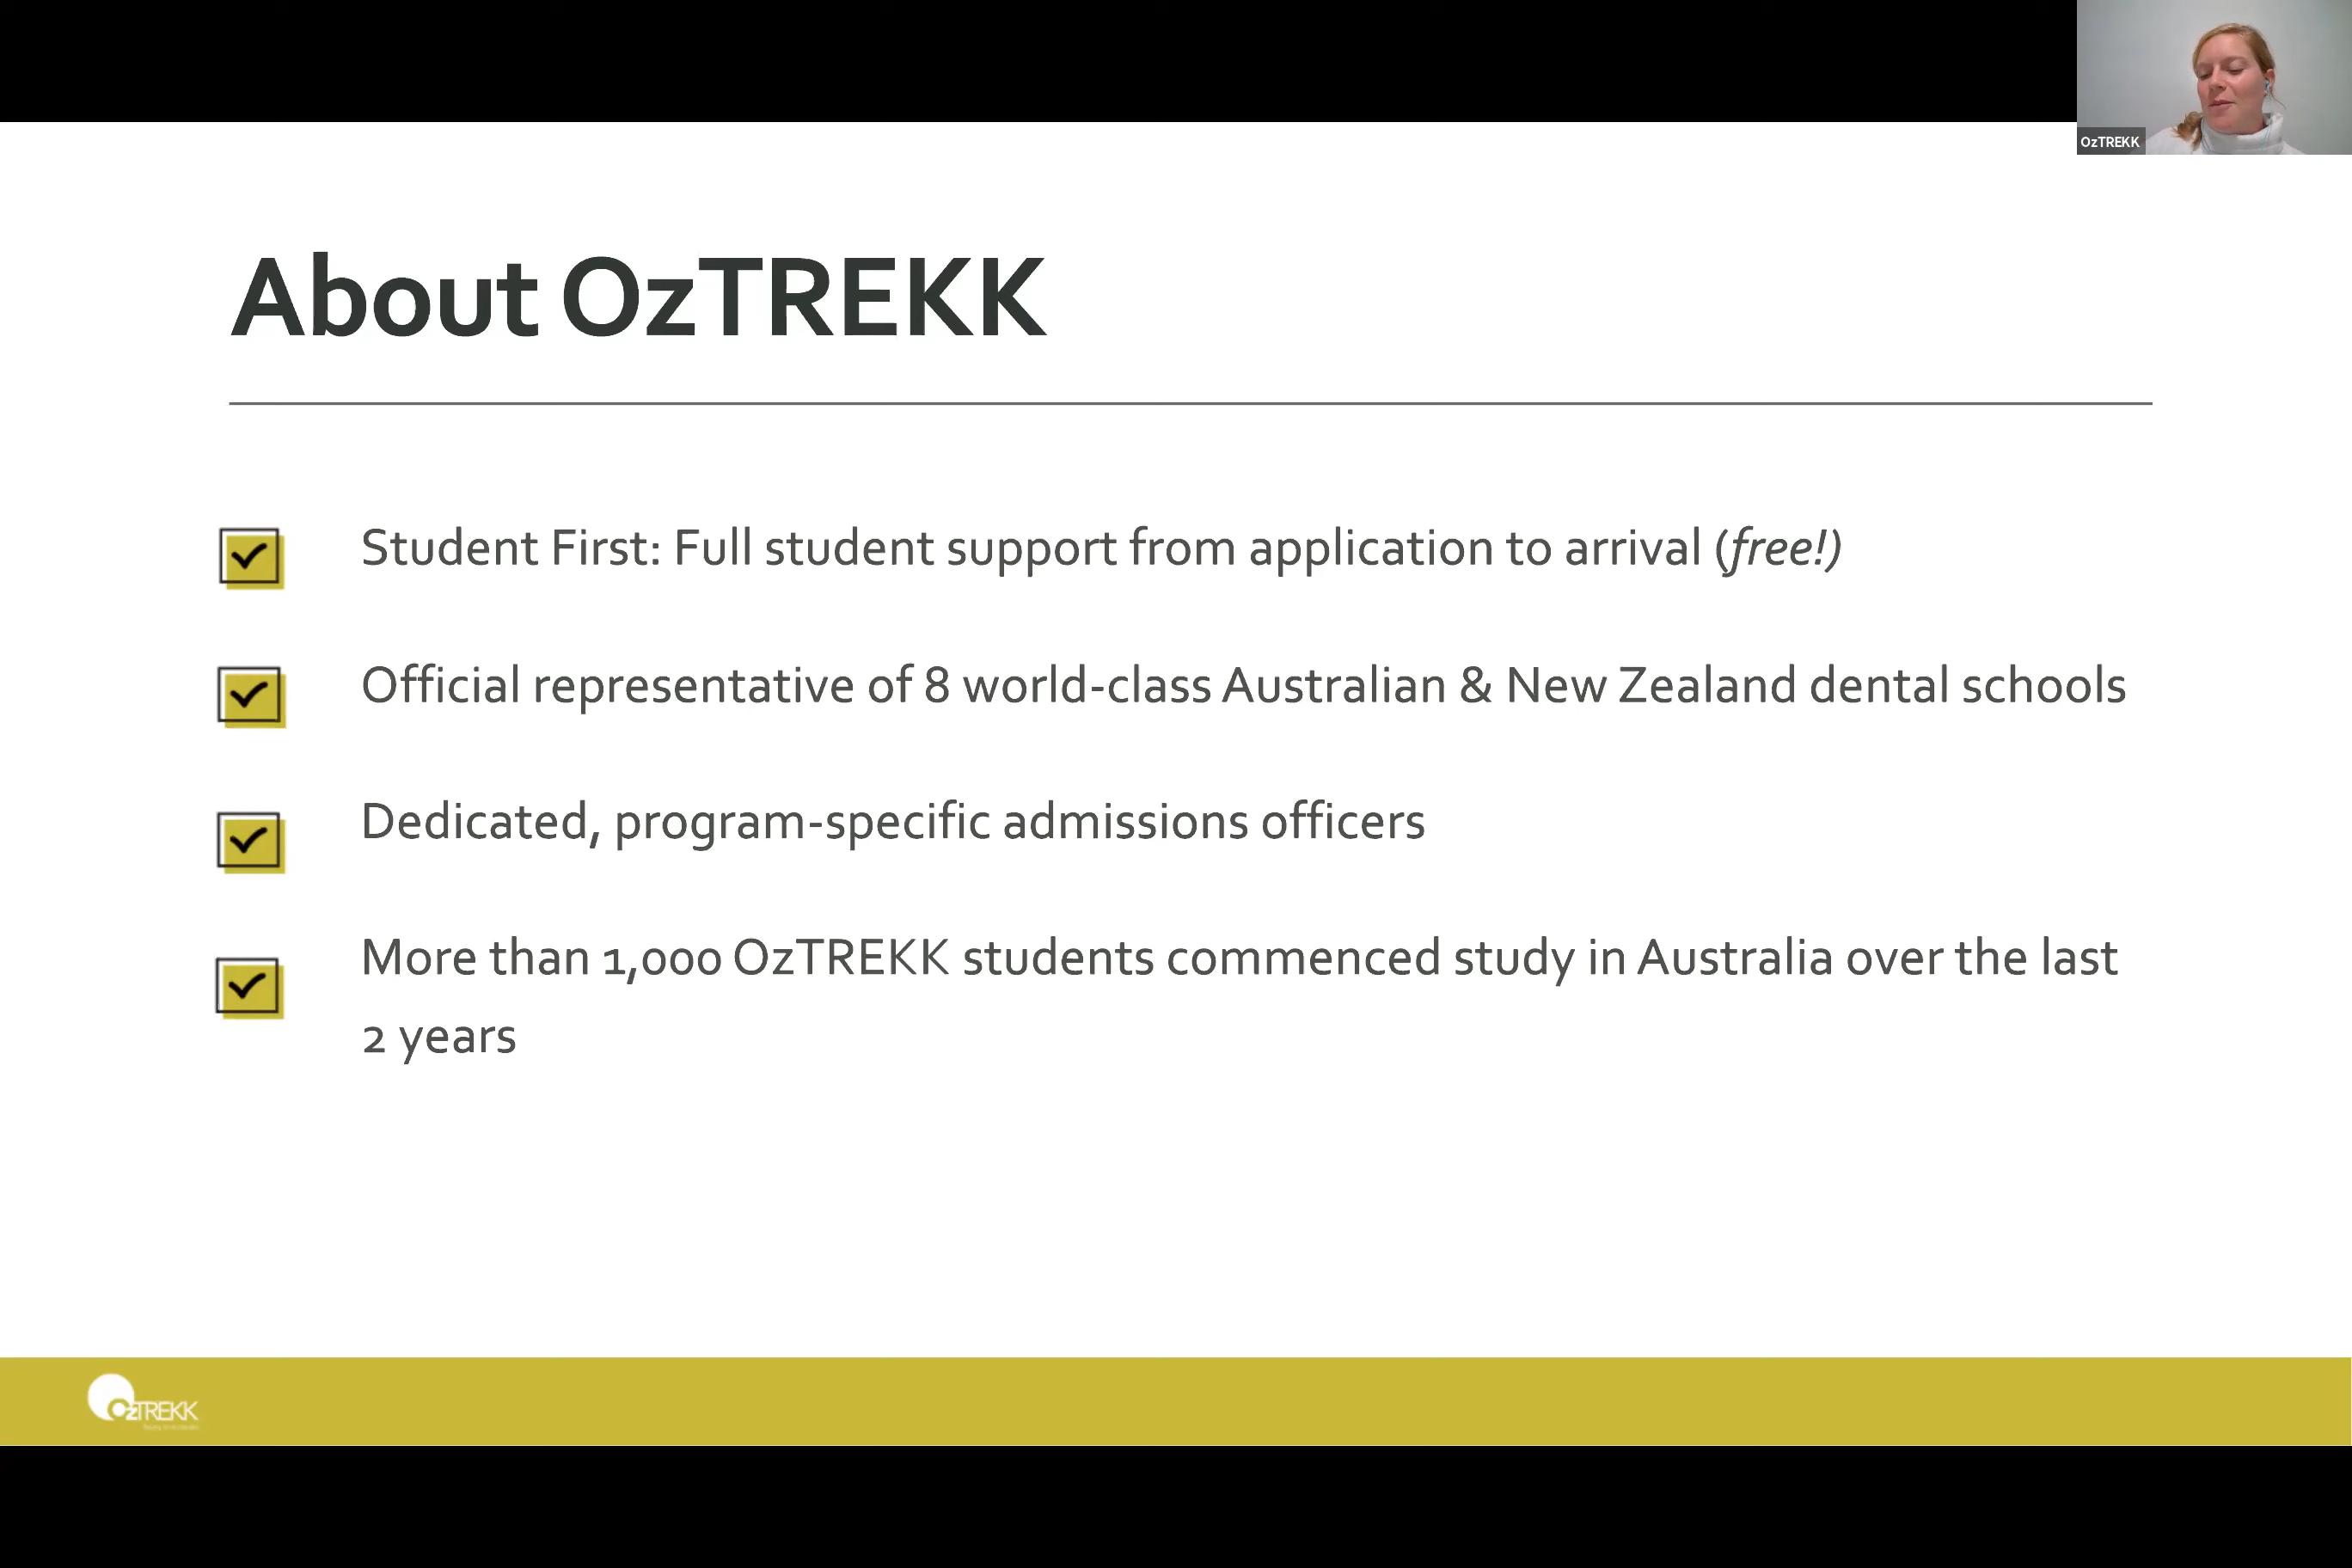 OzTREKK
About OzTREKK
Student First: Full student support from application to arrival (free!)
Official representative of 8 world-class Australian & New Zealand dental schools
Dedicated, program-specific admissions officers
More than 1,000 OzTREKK students commenced study in Australia over the last
2 years
OzTREKK